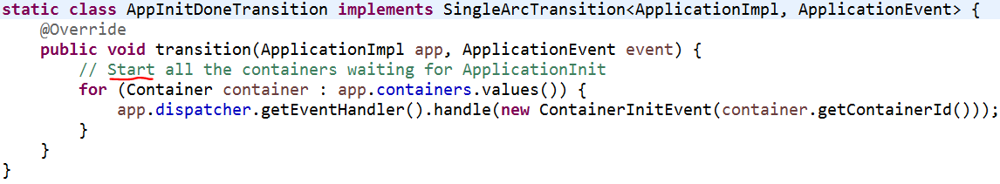 static class AppInitDoneTransition implements SingleArcTransition<ApplicationImpl, ApplicationEvent> {
    @Override
    public void transition(ApplicationImpl app, ApplicationEvent event) {
        // Start all the containers waiting for ApplicationInit
        for (Container container : app.containers.values()) {
            app.dispatcher.getEventHandler().handle(new ContainerInitEvent(container.getContainerId()));
        }
    }
}